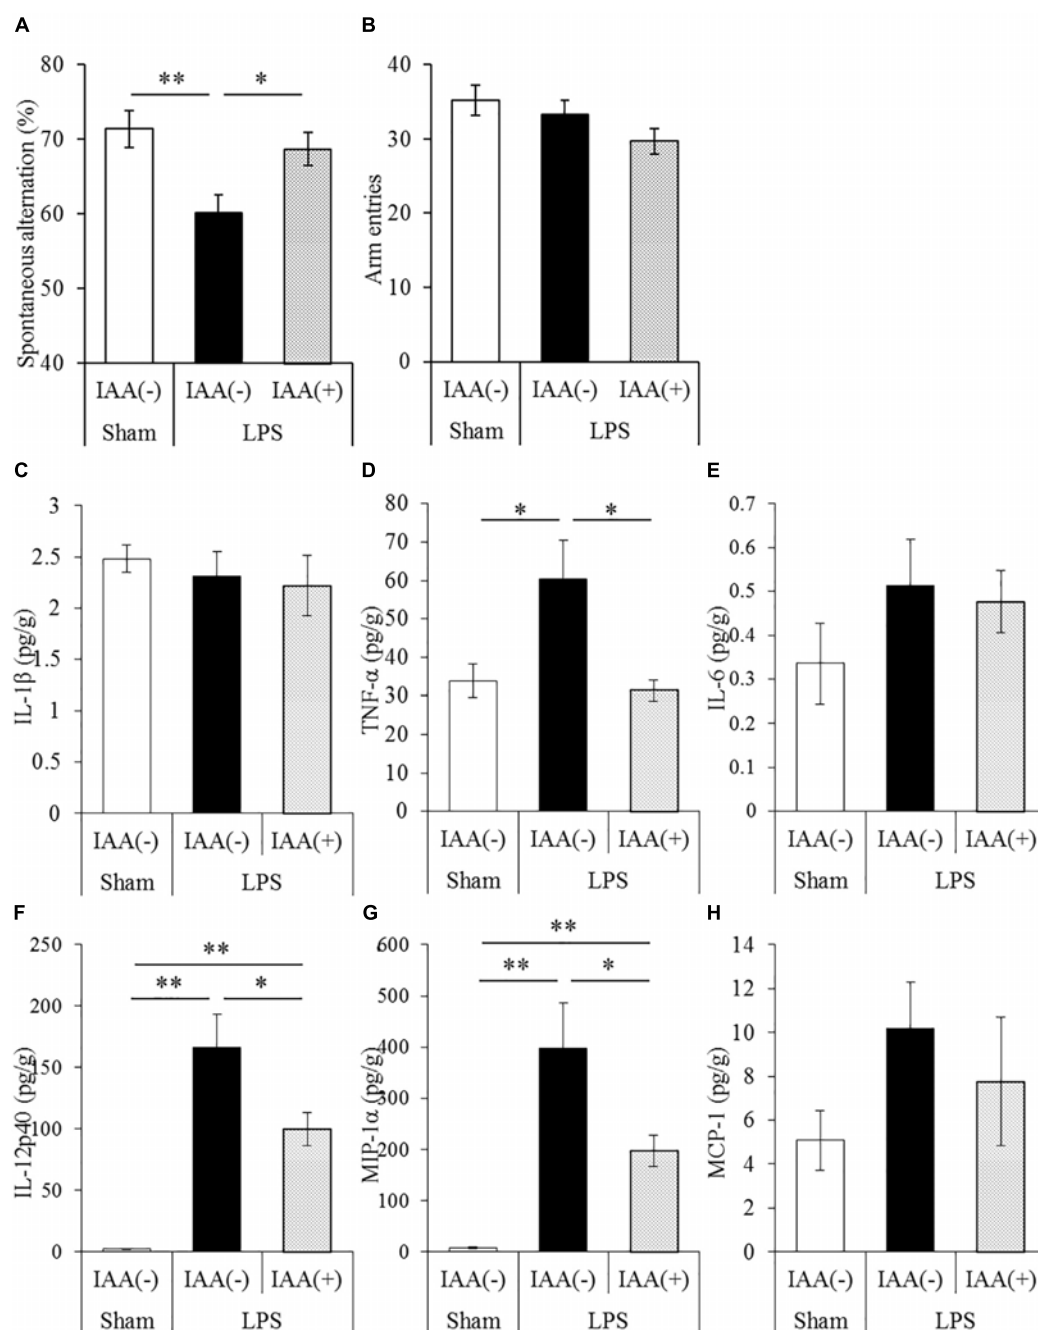 A
Spontaneous alternation (%)
80
70
60
50
40
** *
IAA(-) IAA(-) IAA(+)
Sham LPS
B
Arm entries
40
30
20
10
0
IAA(-) IAA(-) IAA(+)
Sham LPS
C
IL-1β (pg/g)
3
2.5
2
1.5
1
0.5
0
IAA(-) IAA(-) IAA(+)
Sham LPS
D
TNF-α (pg/g)
80
70
60
50
40
30
20
10
0
* *
IAA(-) IAA(-) IAA(+)
Sham LPS
E
IL-6 (pg/g)
0.7
0.6
0.5
0.4
0.3
0.2
0.1
0
IAA(-) IAA(-) IAA(+)
Sham LPS
F
IL-12p40 (pg/g)
250
200
150
100
50
0
**
** *
IAA(-) IAA(-) IAA(+)
Sham LPS
G
MIP-1α (pg/g)
600
500
400
300
200
100
0
**
** *
IAA(-) IAA(-) IAA(+)
Sham LPS
H
MCP-1 (pg/g)
14
12
10
8
6
4
2
0
IAA(-) IAA(-) IAA(+)
Sham LPS